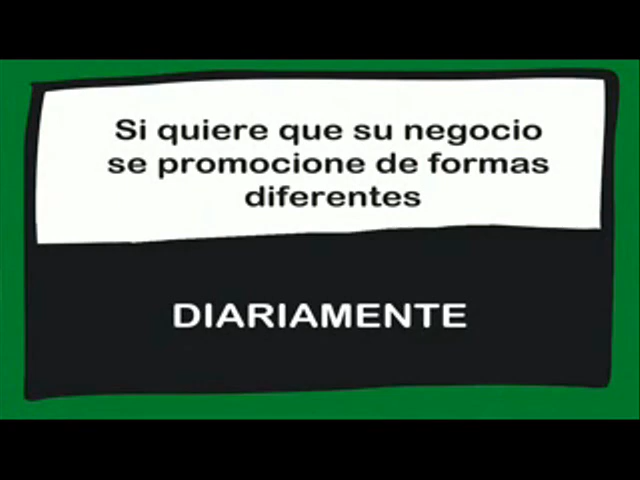 Si quiere que su negocio
se promocione de formas
diferentes
DIARIAMENTE